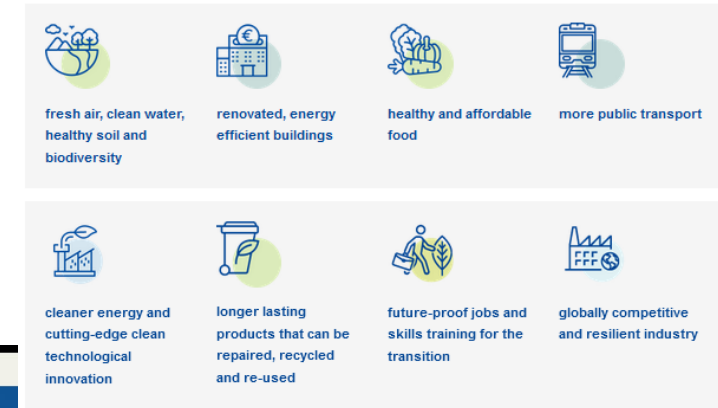 fresh air, clean water,
healthy soil and
biodiversity
renovated, energy
efficient buildings
healthy and affordable
food
more public transport
cleaner energy and
cutting-edge clean
technological
innovation
longer lasting
products that can be
repaired, recycled
and re-used
future-proof jobs and
skills training for the
transition
globally competitive
and resilient industry